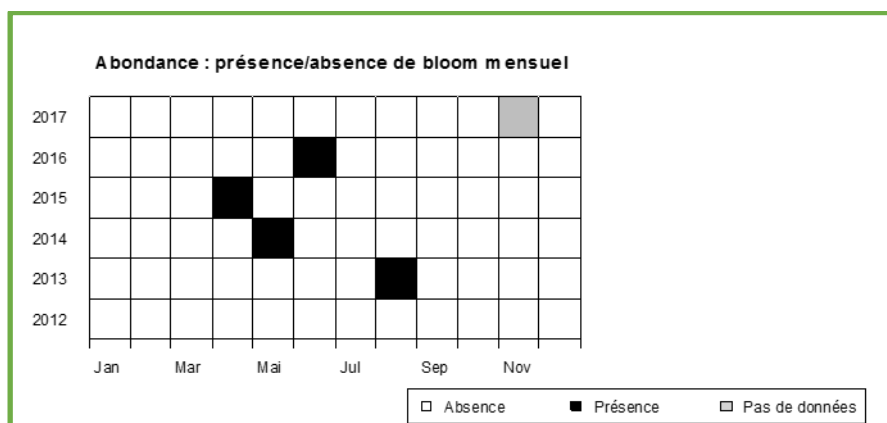 Abondance : présence/absence de bloom mensuel
2017
2016
2015
2014
2013
2012
Jan Mar Mai Jul Sep Nov
Absence Présence Pas de données